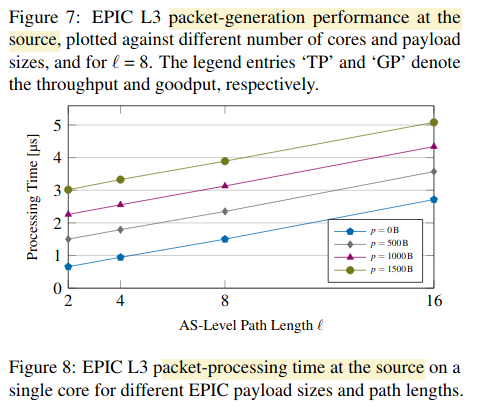 Figure 7: EPIC L3 packet-generation performance at the
source, plotted against different number of cores and payload
sizes, and for ℓ = 8. The legend entries ‘TP’ and ‘GP’ denote
the throughput and goodput, respectively.
5
4
3
2
1
0
Processing Time [μs]
p = 0 B
p = 500 B
p = 1000 B
p = 1500 B
2 4 8 16
AS-Level Path Length ℓ
Figure 8: EPIC L3 packet-processing time at the source on a
single core for different EPIC payload sizes and path lengths.